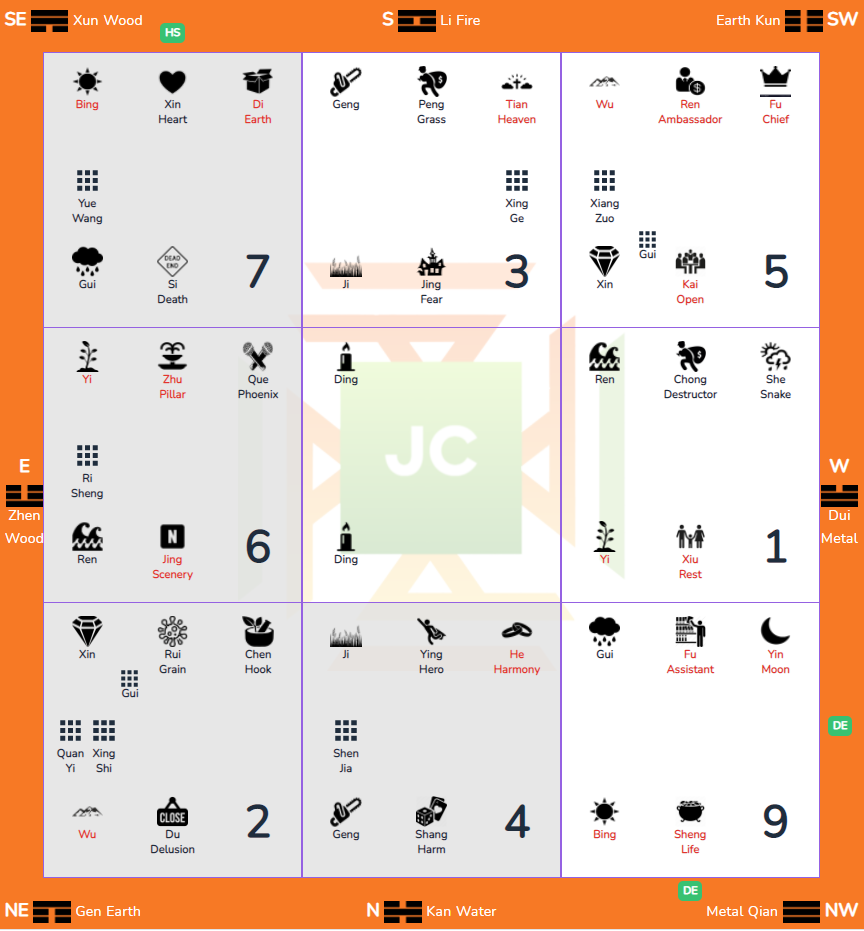 SE Xun Wood
HS
S Li Fire
Earth Kun SW
Bing
Xin
Heart
Di
Earth
Yue
Wang
Gui
DEAD
END
Si
Death
7
Geng
Peng
Grass
Tian
Heaven
Xing
Ge
Ji
Jing
Fear
3
Wu
Ren
Ambassador
Fu
Chief
Xiang
Zuo
Gui
Xin
Kai
Open
5
E
Zhen
Wood
Yi
Zhu
Pillar
Que
Phoenix
Ri
Sheng
Ren
N
Jing
Scenery
6
Ding
JC
Ding
Ren
Chong
Destructor
She
Snake
Yi
Xiu
Rest
1
W
Dui
Metal
Xin
Rui
Grain
Chen
Hook
Gui
Quan
Yi
Xing
Shi
Wu
CLOSE
Du
Delusion
2
Ji
Ying
Hero
He
Harmony
Shen
Jia
Geng
Shang
Harm
4
Gui
Fu
Assistant
Yin
Moon
Bing
Sheng
Life
9
DE
DE
NE Gen Earth
N Kan Water
Metal Qian NW